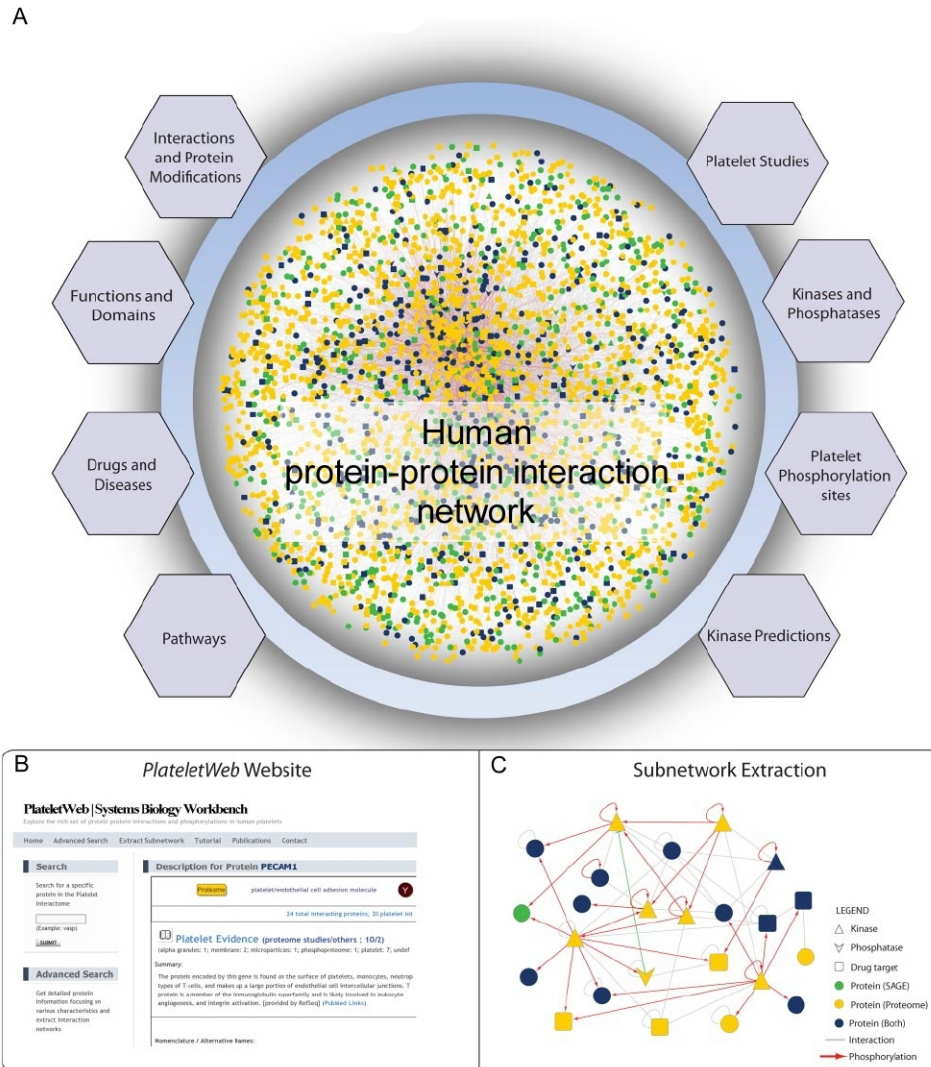 A
Interactions
and Protein
Modifications
Platelet Studies
Functions and
Domains
Kinases and
Phosphatases
Human
protein-protein interaction
network
Drugs and
Diseases
Platelet
Phosphorylation
sites
Pathways
Kinase Predictions
B
PlateletWeb Website
PlateletWeb | Systems Biology Workbench
Explore the rich set of protein protein interactions and phosphorylations in human platelets
Home Advanced Search Extract Subnetwork Tutorial Publications Contact
Search
Search for a specific
protein in the Platelet
Interactome
(Example: vasp)
SUBMIT
Advanced Search
Get detailed protein
information focusing on
various characteristics and
extract interaction
networks
Description for Protein PECAM1
Proteome platelet/endothelial cell adhesion molecule Y
24 total interacting proteins; 20 platelet int
Platelet Evidence (proteome studies/others : 10/2)
(alpha granules: 1; membrane: 2; microparticles: 1; phosphoproteome: 1; platelet: 7; undef
Summary:
The protein encoded by this gene is found on the surface of platelets, monocytes, neutrop
types of T-cells, and makes up a large portion of endothelial cell intercellular junctions. T
protein is a member of the immunoglobulin superfamily and is likely involved in leukocyte
angiogenesis, and integrin activation. [provided by RefSeq] (PubMed Links)
Nomenclature / Alternative Names:
C
Subnetwork Extraction
LEGEND
Kinase
Phosphatase
Drug target
Protein (SAGE)
Protein (Proteome)
Protein (Both)
Interaction
Phosphorylation